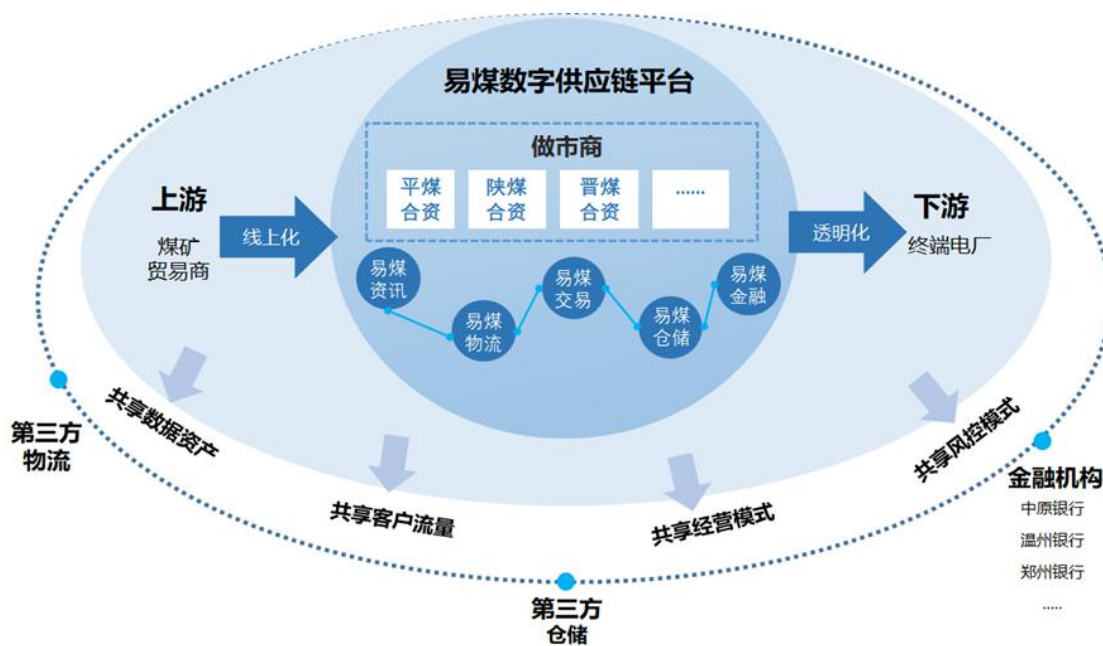 易煤数字供应链平台
做市商
平煤
合资
陕煤
合资
晋煤
合资
......
上游
煤矿
贸易商
线上化
透明化
下游
终端电厂
易煤
资讯
易煤
物流
易煤
交易
易煤
仓储
易煤
金融
共享数据资产
共享客户流量
共享经营模式
共享风控模式
第三方
物流
第三方
仓储
金融机构
中原银行
温州银行
郑州银行
.....